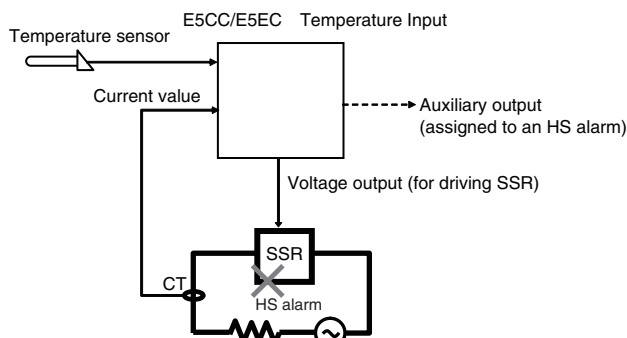 E5CC/E5EC Temperature Input
Temperature sensor
Current value
Auxiliary output
(assigned to an HS alarm)
Voltage output (for driving SSR)
SSR
CT
HS alarm